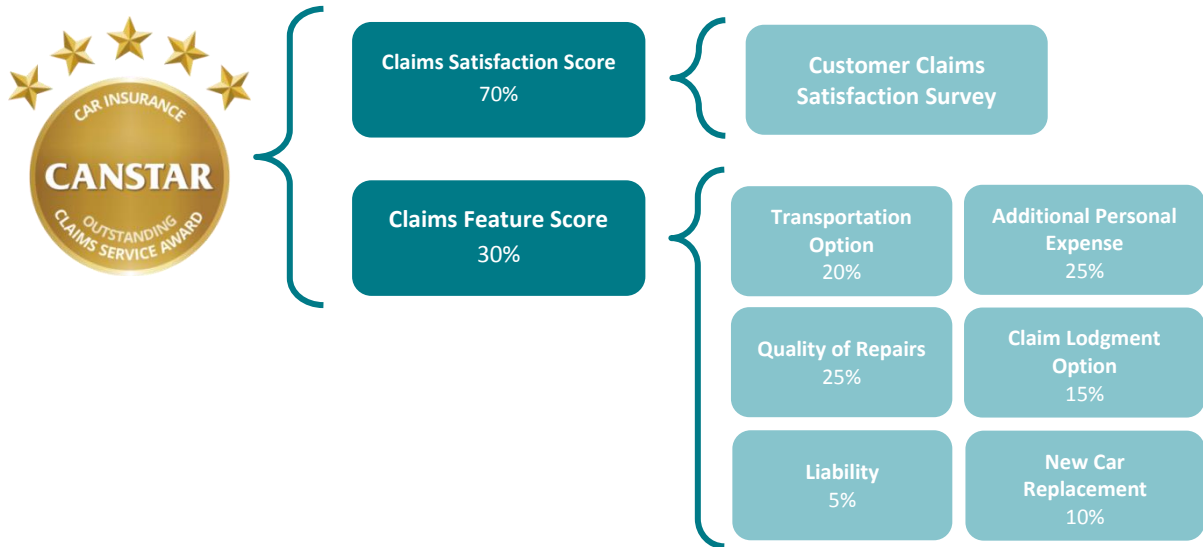 CAR INSURANCE
CANSTAR
OUTSTANDING
CLAIMS SERVICE AWARD
Claims Satisfaction Score
70%
Customer Claims
Satisfaction Survey
Claims Feature Score
30%
Transportation
Option
20%
Additional Personal
Expense
25%
Quality of Repairs
25%
Claim Lodgment
Option
15%
Liability
5%
New Car
Replacement
10%